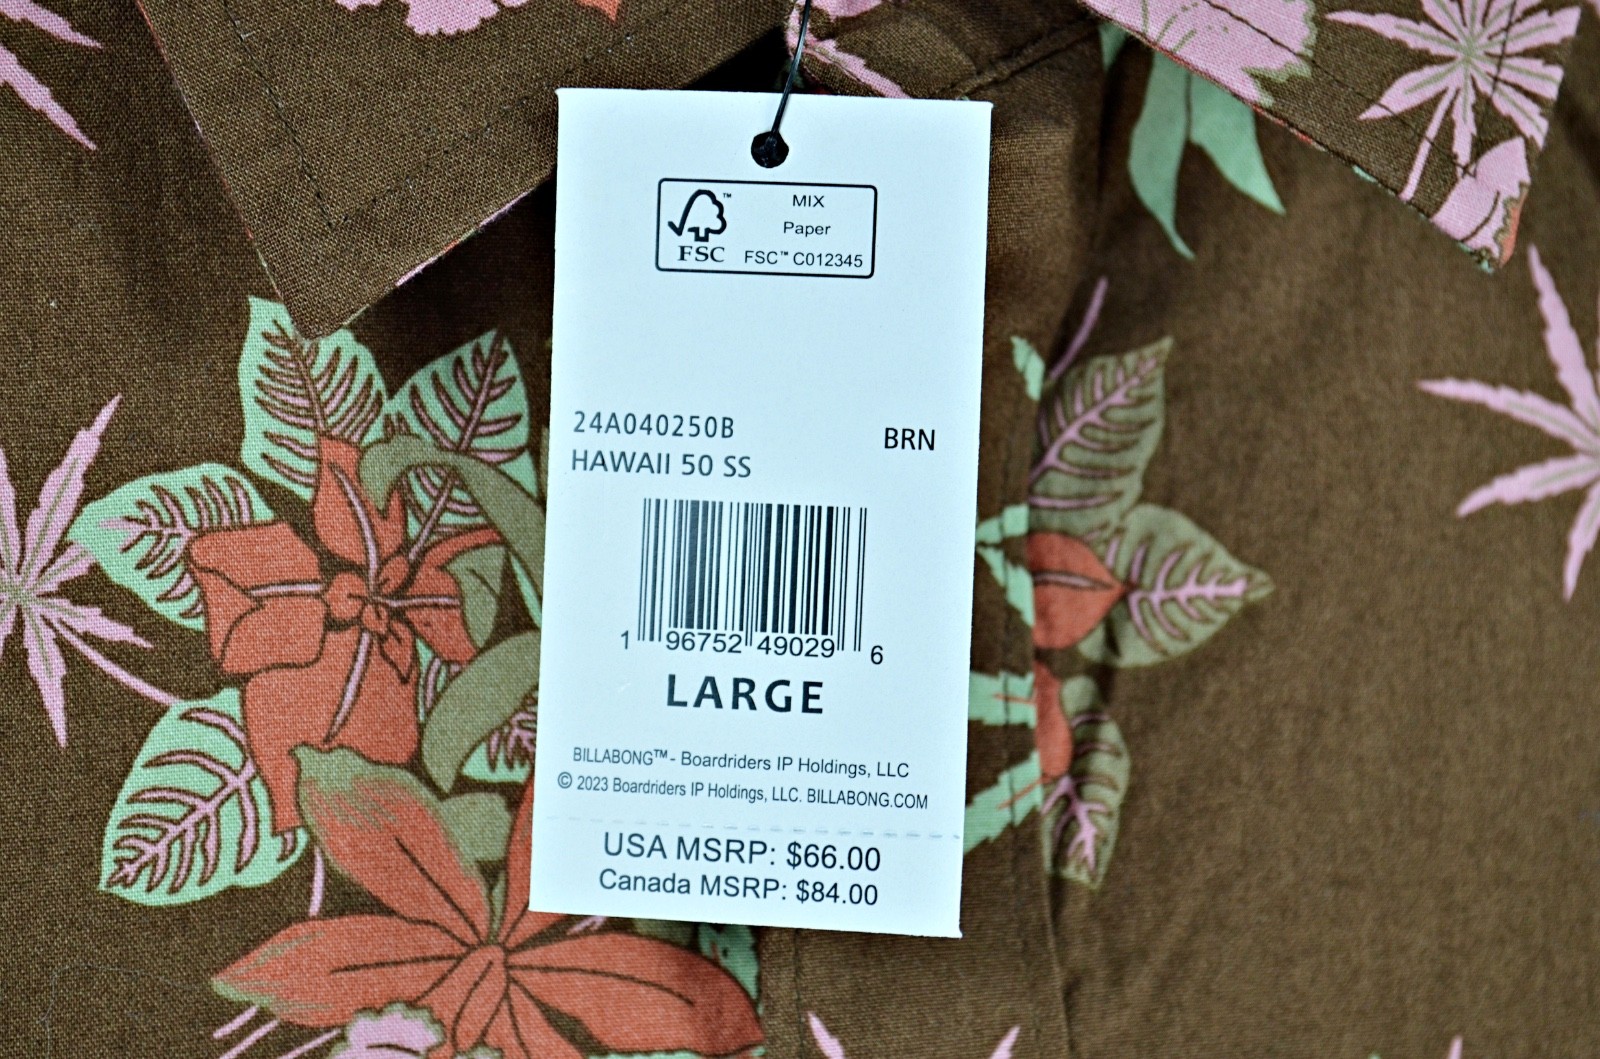 MIX
Paper
FSC™ C012345
FSC
24A040250B
BRN
HAWAII 50 SS
1 96752 49029 6
LARGE
BILLABONG™- Boardriders IP Holdings, LLC
© 2023 Boardriders IP Holdings, LLC. BILLABONG.COM
USA MSRP: $66.00
Canada MSRP: $84.00